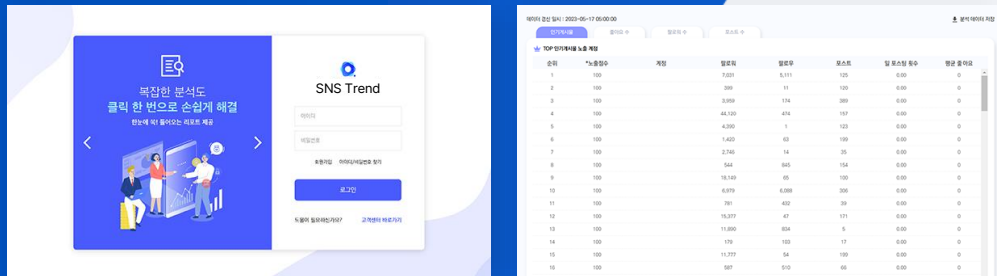 복잡한 분석도
클릭 한 번으로 손쉽게 해결
한눈에 쏙! 들어오는 리포트 제공
SNS Trend
아이디
비밀번호
회원가입 아이디/비밀번호 찾기
로그인
도움이 필요하신가요? 고객센터 바로가기
데이터 갱신 일시 : 2023-05-17 05:00:00
분석 데이터 저장
인기게시물 좋아요 수 팔로워 수 포스트 수
TOP 인기게시물 노출 계정
순위 *노출점수 계정 팔로워 팔로우 포스트 일 포스팅 횟수 평균 좋아요
1 100 7,031 5,111 125 0.00 0
2 100 399 11 120 0.00 0
3 100 3,959 174 389 0.00 0
4 100 44,120 474 157 0.00 0
5 100 4,390 1 123 0.00 0
6 100 1,420 63 199 0.00 0
7 100 2,746 14 35 0.00 0
8 100 544 845 154 0.00 0
9 100 18,149 65 100 0.00 0
10 100 6,979 6,088 306 0.00 0
11 100 781 432 39 0.00 0
12 100 15,377 47 171 0.00 0
13 100 11,890 804 5 0.00 0
14 100 178 103 17 0.00 0
15 100 11,777 54 100 0.00 0
16 100 587 510 66 0.00 0